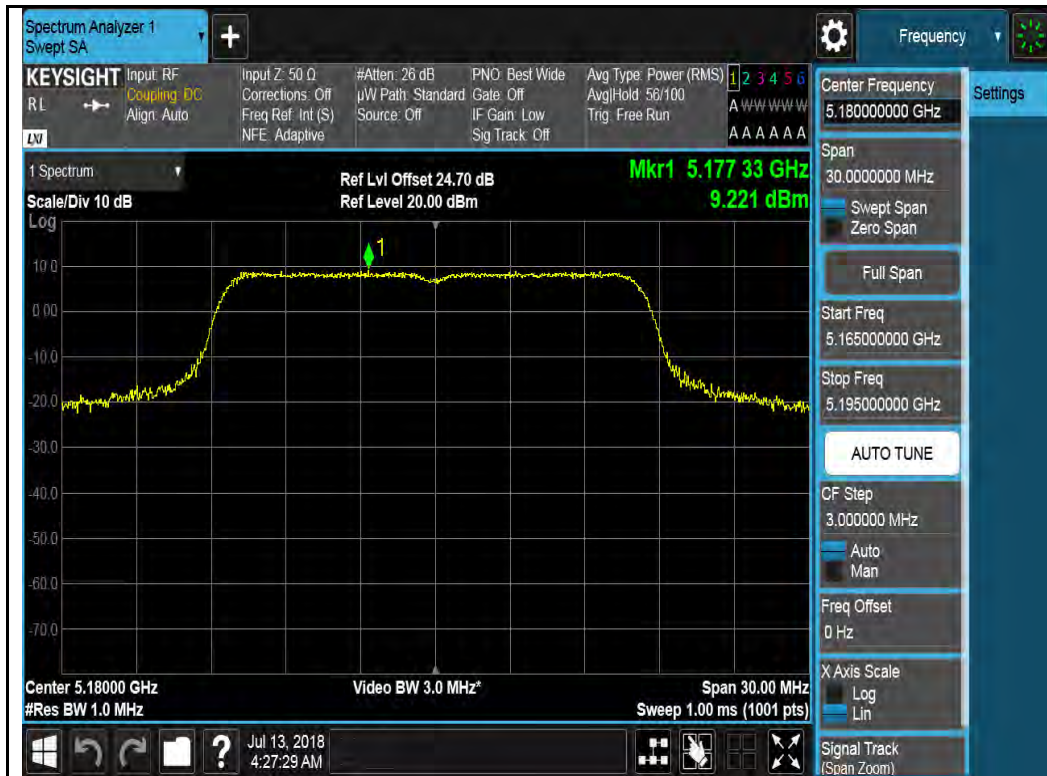 Spectrum Analyzer 1
Swept SA
+
Frequency
KEYSIGHT
RL
LXI
Input: RF
Coupling: DC
Align: Auto
Input Z: 50 Ω
Corrections: Off
Freq Ref: Int (S)
NFE: Adaptive
#Atten: 26 dB
µW Path: Standard
Source: Off
PNO: Best Wide
Gate: Off
IF Gain: Low
Sig Track: Off
Avg Type: Power (RMS)
Avg|Hold: 56/100
Trig: Free Run
1 2 3 4 5 6
A W W W W W
A A A A A A
1 Spectrum
Scale/Div 10 dB
Log
Ref Lvl Offset 24.70 dB
Ref Level 20.00 dBm
Mkr1 5.177 33 GHz
9.221 dBm
1
10.0
0.00
-10.0
-20.0
-30.0
-40.0
-50.0
-60.0
-70.0
Center 5.18000 GHz
#Res BW 1.0 MHz
Video BW 3.0 MHz*
Span 30.00 MHz
Sweep 1.00 ms (1001 pts)
Center Frequency
5.180000000 GHz
Settings
Span
30.0000000 MHz
Swept Span
Zero Span
Full Span
Start Freq
5.165000000 GHz
Stop Freq
5.195000000 GHz
AUTO TUNE
CF Step
3.000000 MHz
Auto
Man
Freq Offset
0 Hz
X Axis Scale
Log
Lin
Signal Track
(Span Zoom)
?
Jul 13, 2018
4:27:29 AM